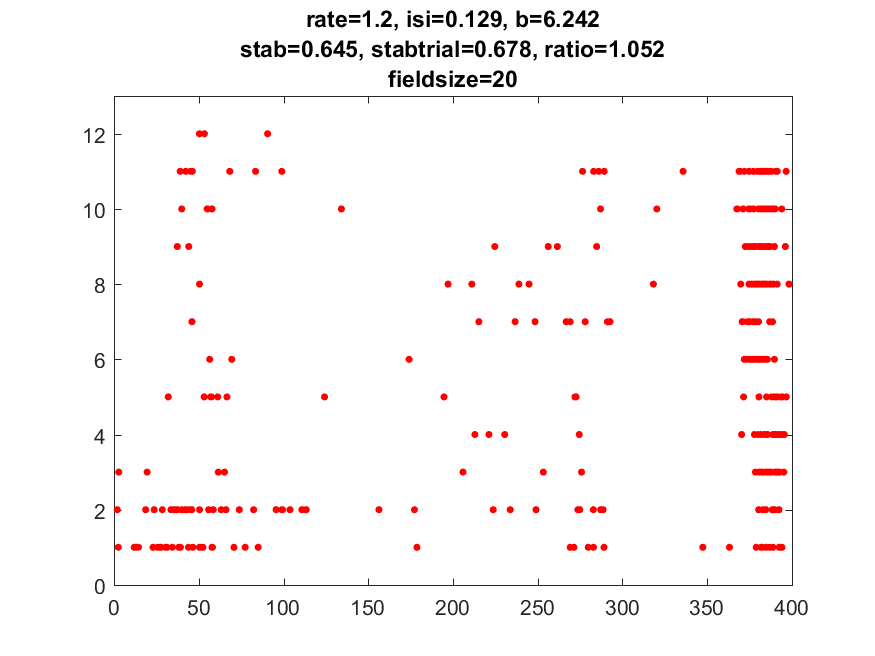 rate=1.2, isi=0.129, b=6.242
stab=0.645, stabtrial=0.678, ratio=1.052
fieldsize=20
12
10
8
6
4
2
0
0 50 100 150 200 250 300 350 400